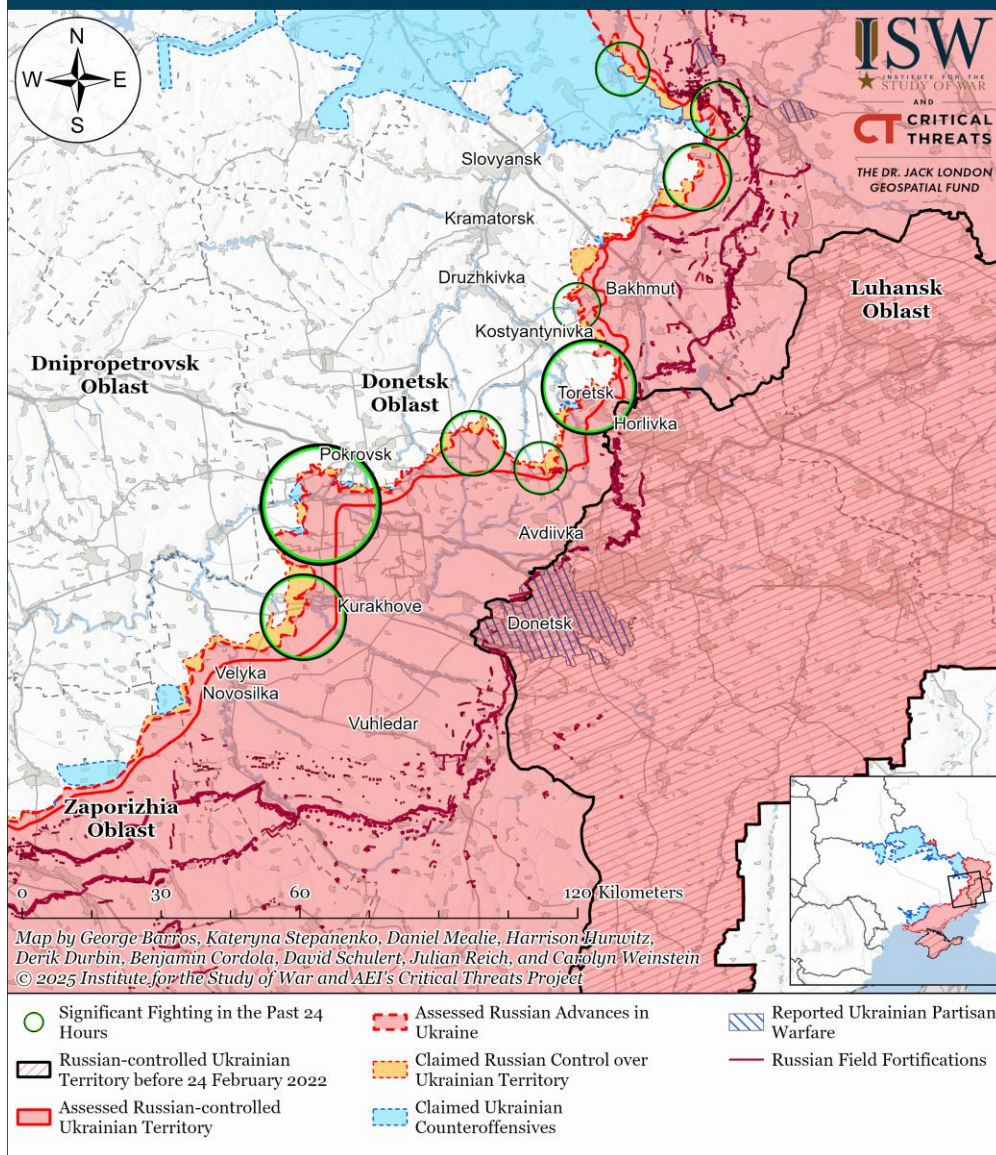 N
W
E
S
ISW
INSTITUTE FOR THE
STUDY OF WAR
AND
CT CRITICAL
THREATS
THE DR. JACK LONDON
GEOSPATIAL FUND
Slovyansk
Kramatorsk
Druzhkivka
Bakhmut
Luhansk
Oblast
Kostyantynivka
Dnipropetrovsk
Oblast
Donetsk
Oblast
Toretsk
Horlivka
Pokrovsk
Avdiivka
Kurakhove
Donetsk
Velyka
Novosilka
Vuhledar
Zaporizhia
Oblast
0 30 60 120 Kilometers
Map by George Barros, Kateryna Stepanenko, Daniel Mealie, Harrison Hurwitz,
Derik Durbin, Benjamin Cordola, David Schulert, Julian Reich, and Carolyn Weinstein
© 2025 Institute for the Study of War and AEI's Critical Threats Project
Significant Fighting in the Past 24
Hours
Russian-controlled Ukrainian
Territory before 24 February 2022
Assessed Russian-controlled
Ukrainian Territory
Assessed Russian Advances in
Ukraine
Claimed Russian Control over
Ukrainian Territory
Claimed Ukrainian
Counteroffensives
Reported Ukrainian Partisan
Warfare
Russian Field Fortifications